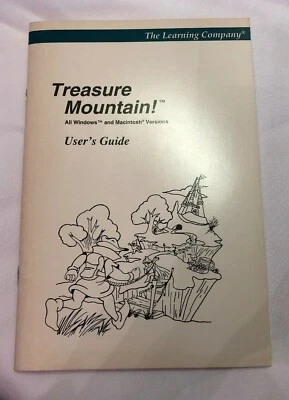 The Learning Company®
Treasure
Mountain!™
All Windows™ and Macintosh® Versions
User's Guide